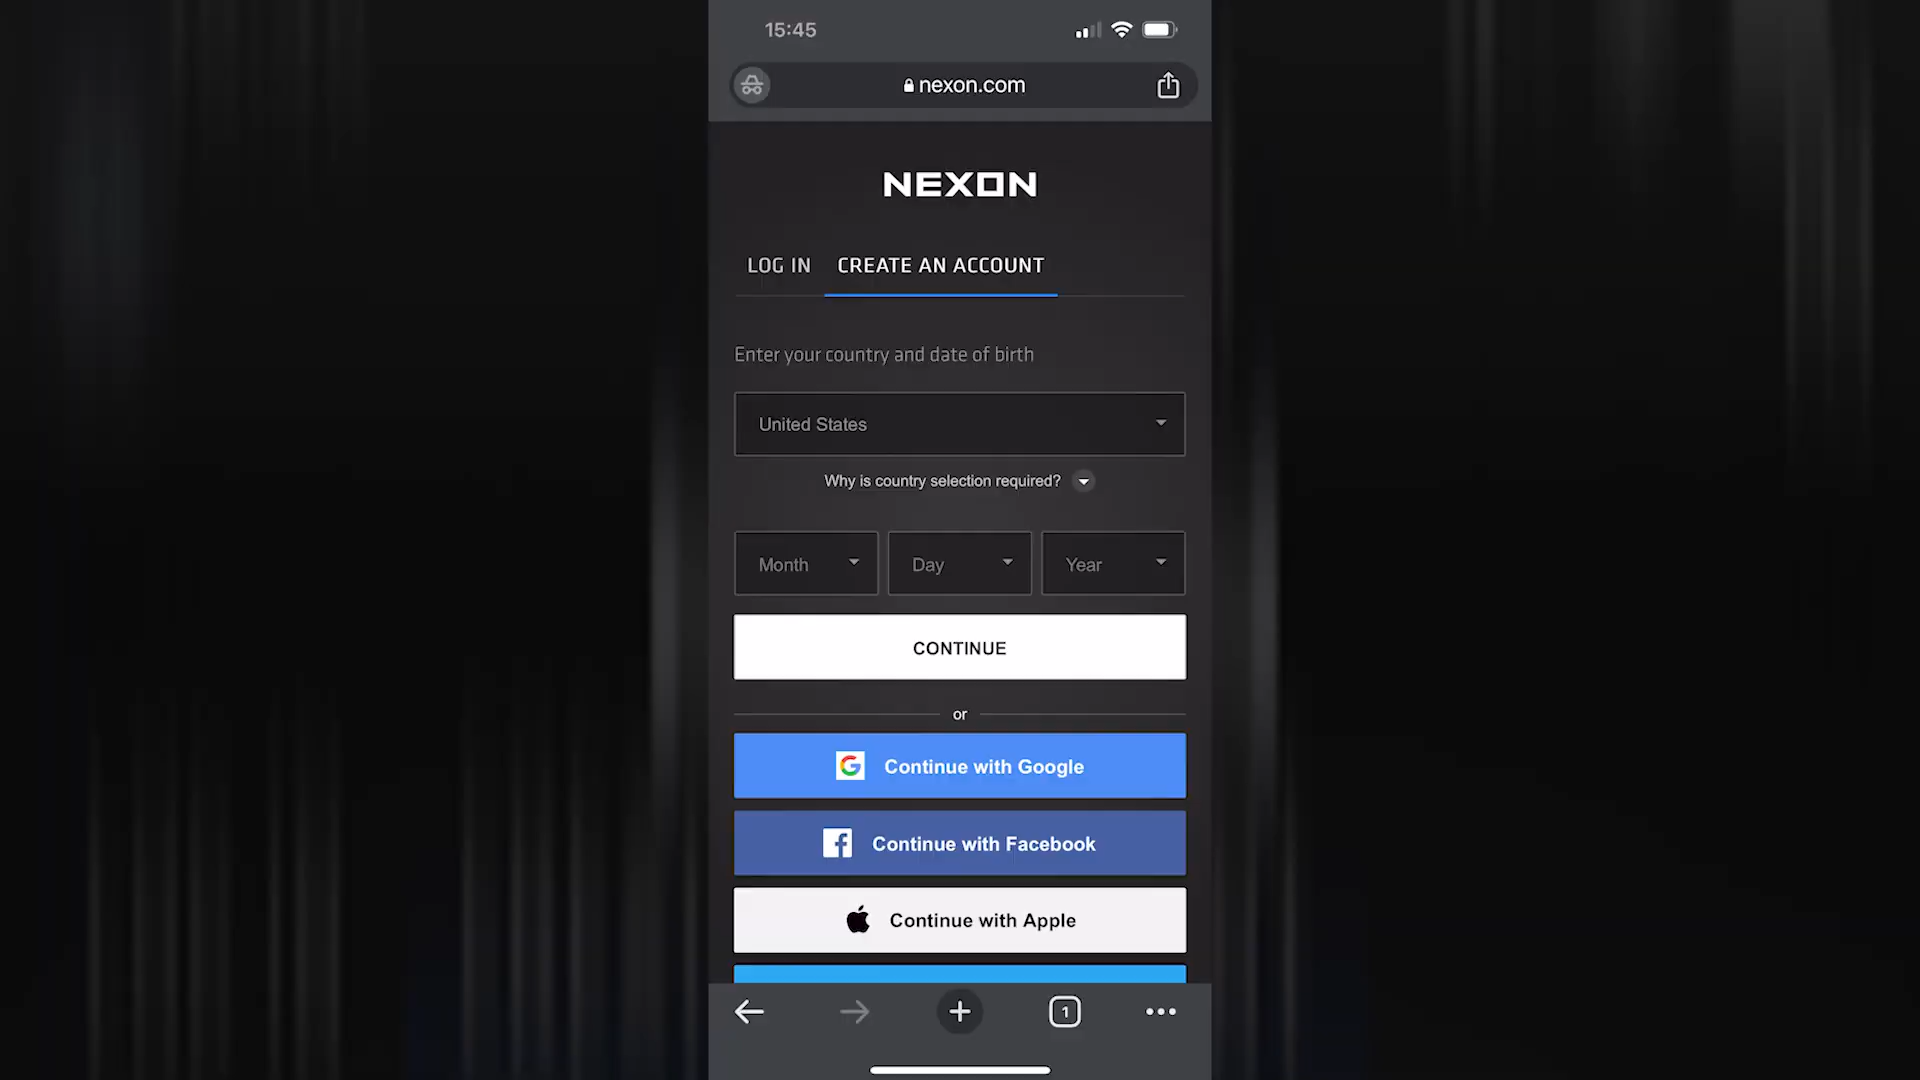 15:45
nexon.com
NEXON
LOG IN CREATE AN ACCOUNT
Enter your country and date of birth
United States
Why is country selection required?
Month Day Year
CONTINUE
or
Continue with Google
Continue with Facebook
Continue with Apple
1